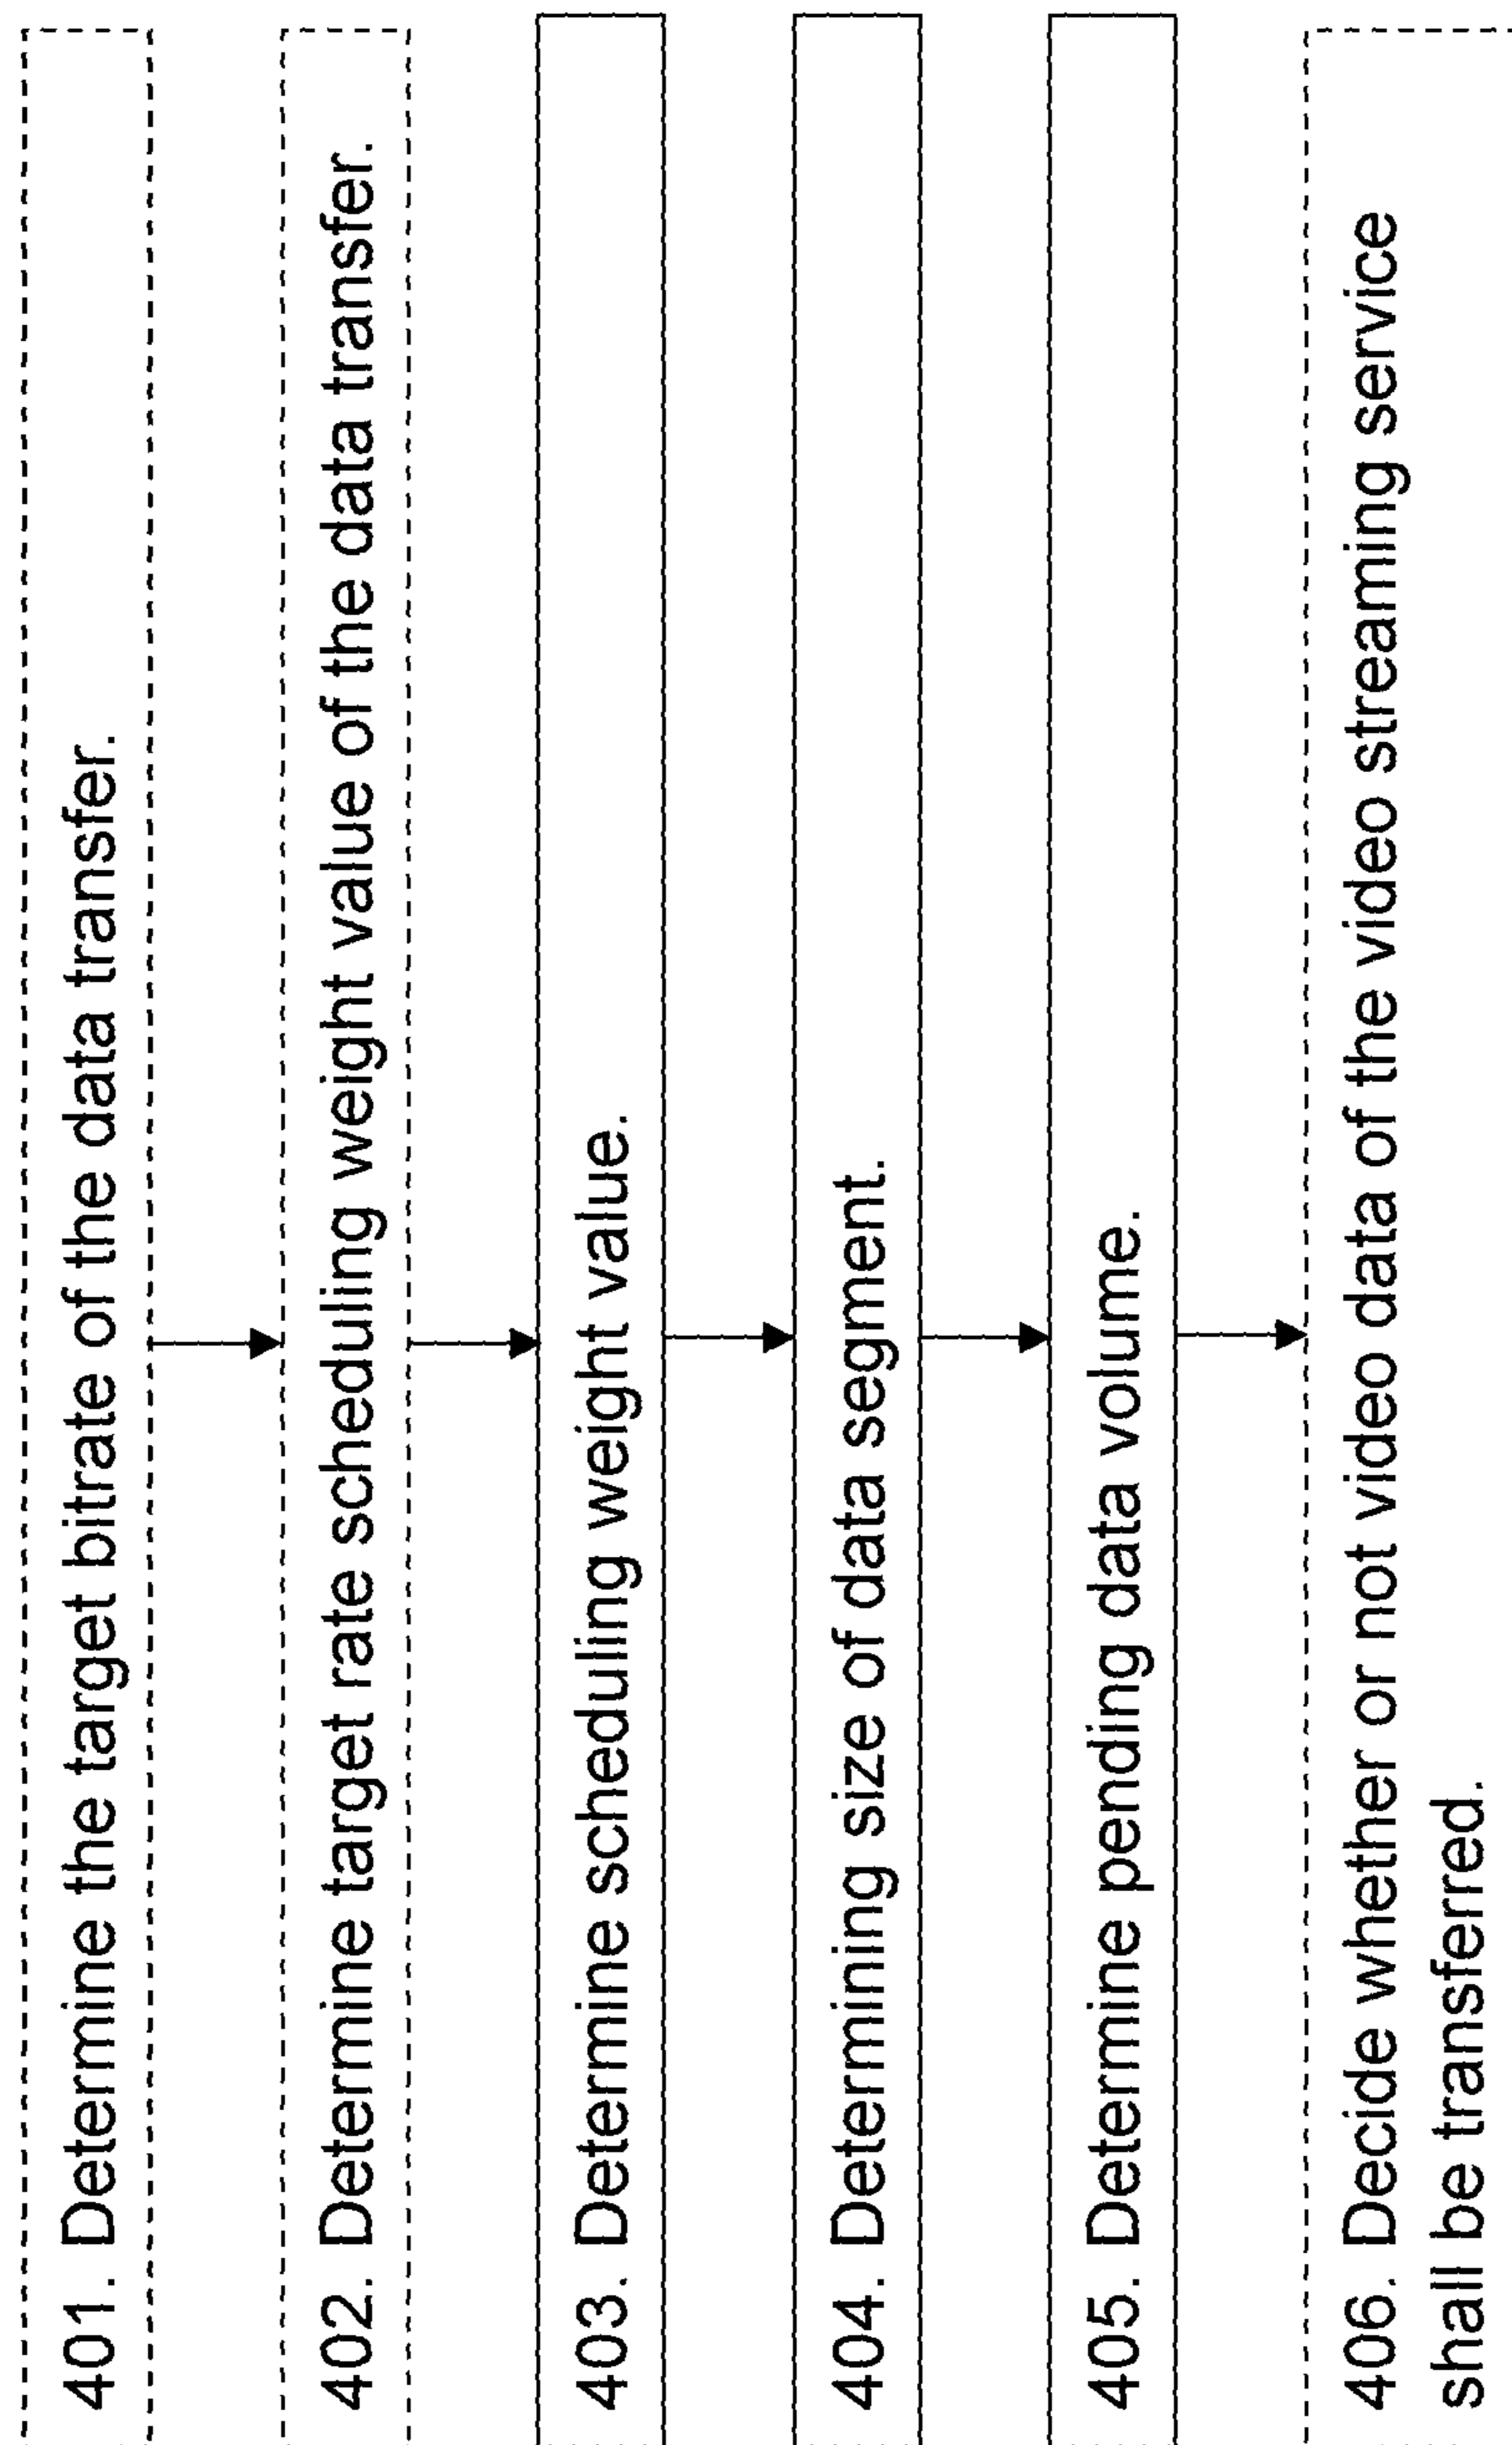 401. Determine the target bitrate of the data transfer.
402. Determine target rate scheduling weight value of the data transfer.
403. Determine scheduling weight value.
404. Determining size of data segment.
405. Determine pending data volume.
406. Decide whether or not video data of the video streaming service
shall be transferred.